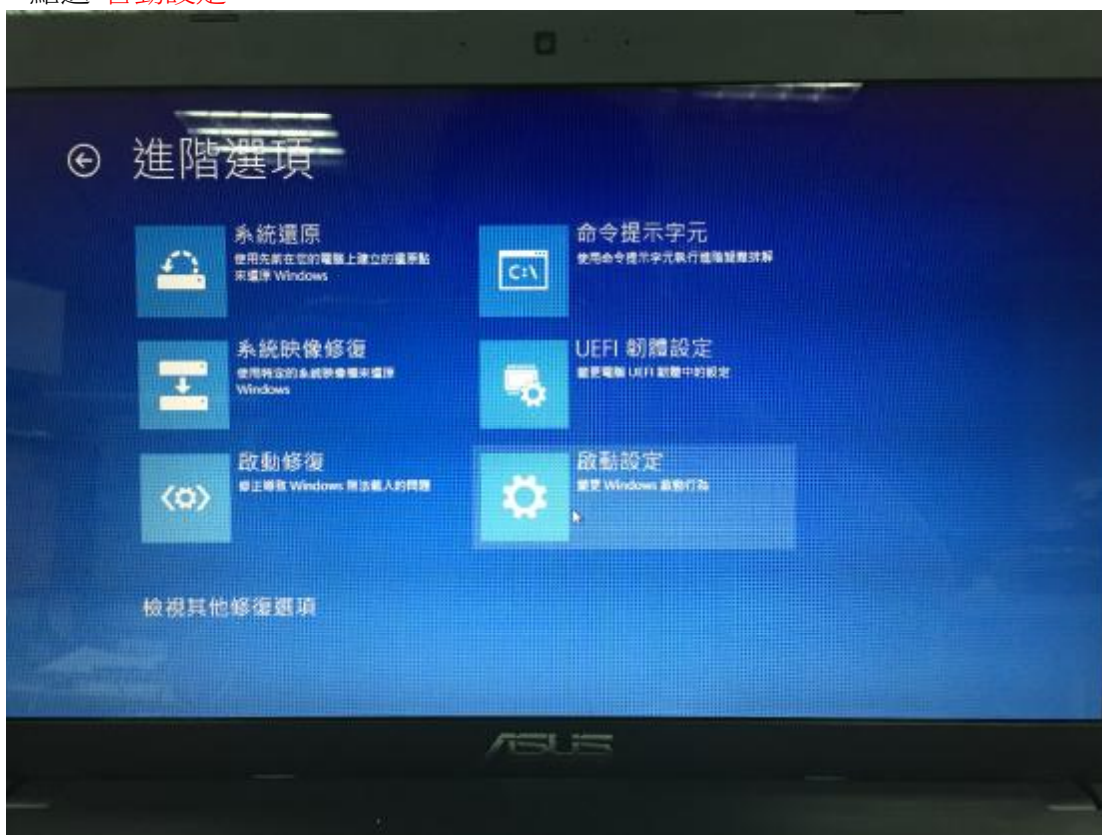 進階選項
系統還原
使用先前在您的電腦上建立的還原點
來還原 Windows
命令提示字元
使用命令提示字元執行進階疑難排解
C:\
系統映像修復
使用特定的系統映像檔來還原
Windows
UEFI 韌體設定
變更電腦 UEFI 韌體中的設定
啟動修復
修正導致 Windows 無法載入的問題
啟動設定
變更 Windows 啟動行為
檢視其他修復選項
ASUS